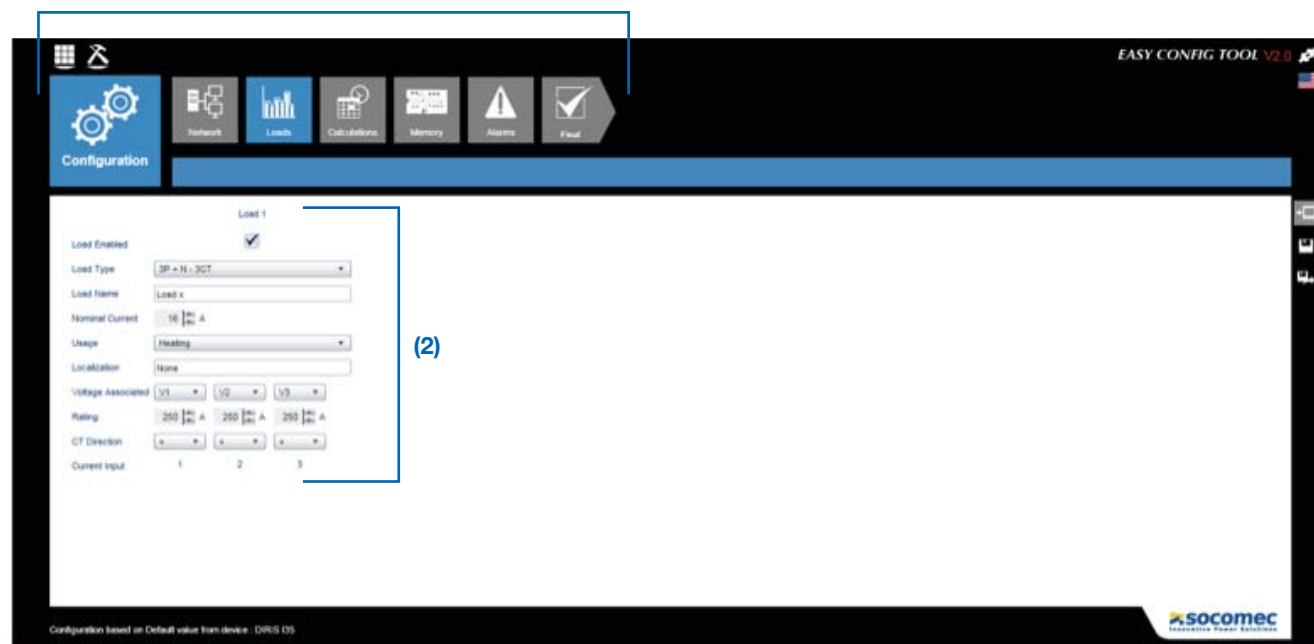 EASY CONFIG TOOL V2.0
Configuration
Network
Loads
Calculations
Memory
Alarms
Final
Load 1
Load Enabled
Load Type 3P + N - 3CT
Load Name Load x
Nominal Current 16 A
Usage Heating
Localization None
Voltage Associated V1 V2 V3
Rating 250 A 250 A 250 A
CT Direction + + +
Current Input 1 2 3
(2)
Configuration based on Default value from device : DIRIS I35
socomec
Innovative Power Solutions